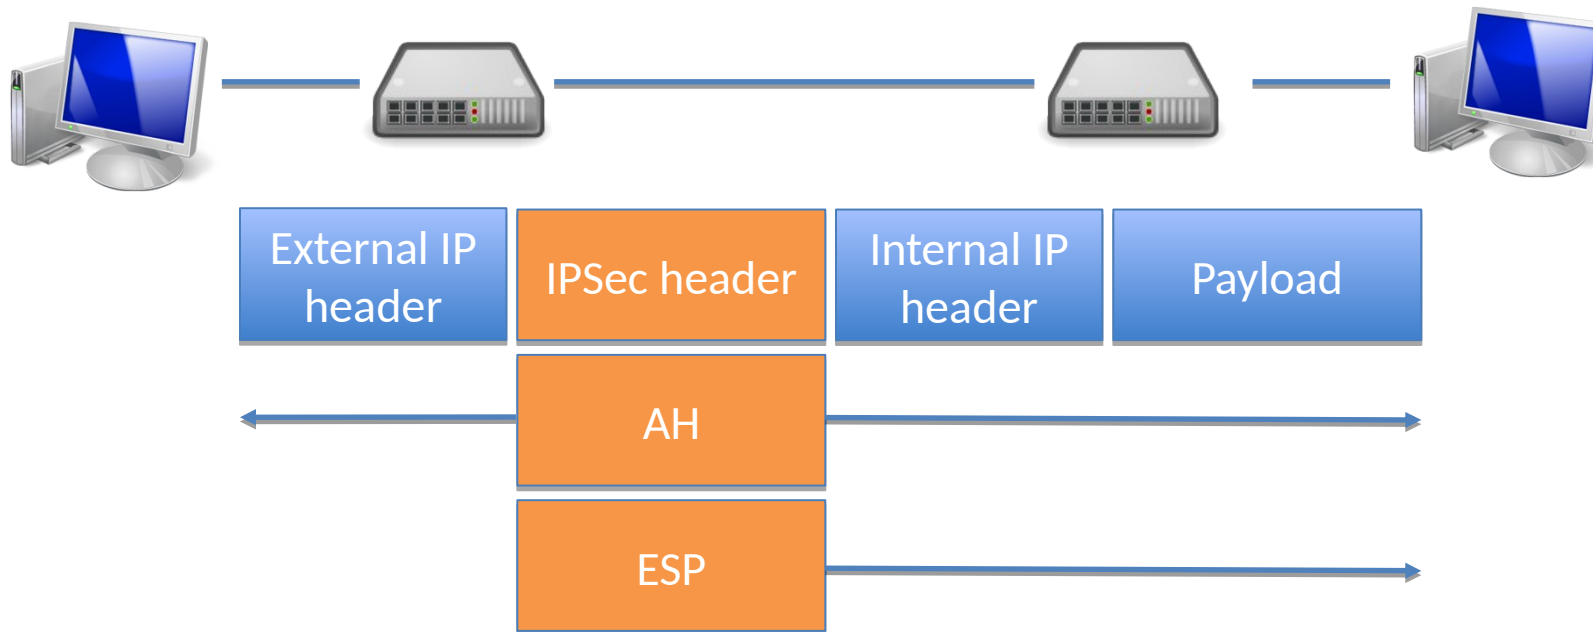 External IP
header
IPSec header
Internal IP
header
Payload
AH
ESP